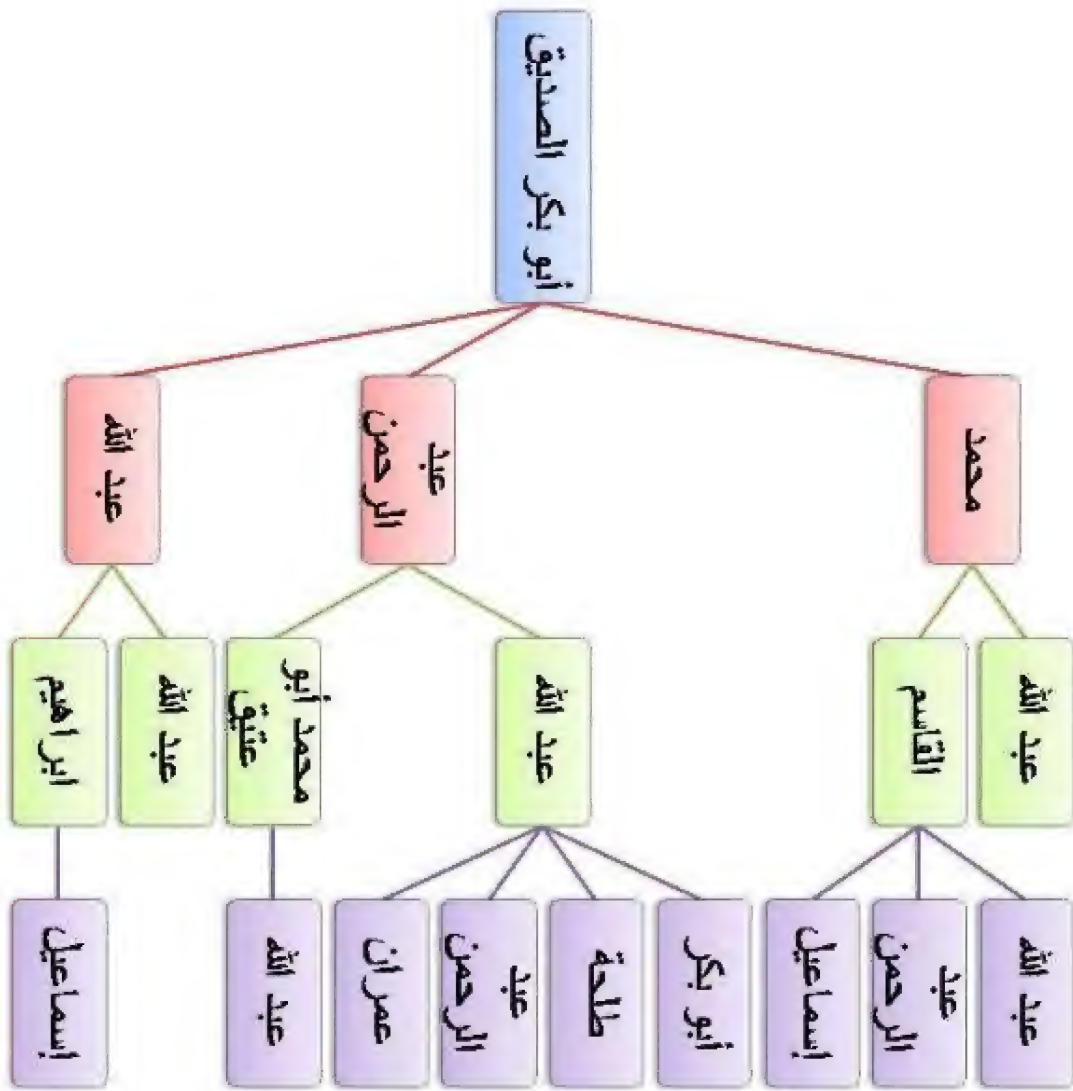 أبو بكر الصديق
محمد
عبد
الرحمن
عبد الله
عبد الله
القاسم
عبد الله
محمد أبو
عتيق
عبد الله
ابراهيم
عبد الله
عبد
الرحمن
إسماعيل
أبو بكر
طلحة
عبد
الرحمن
عمران
عبد الله
إسماعيل